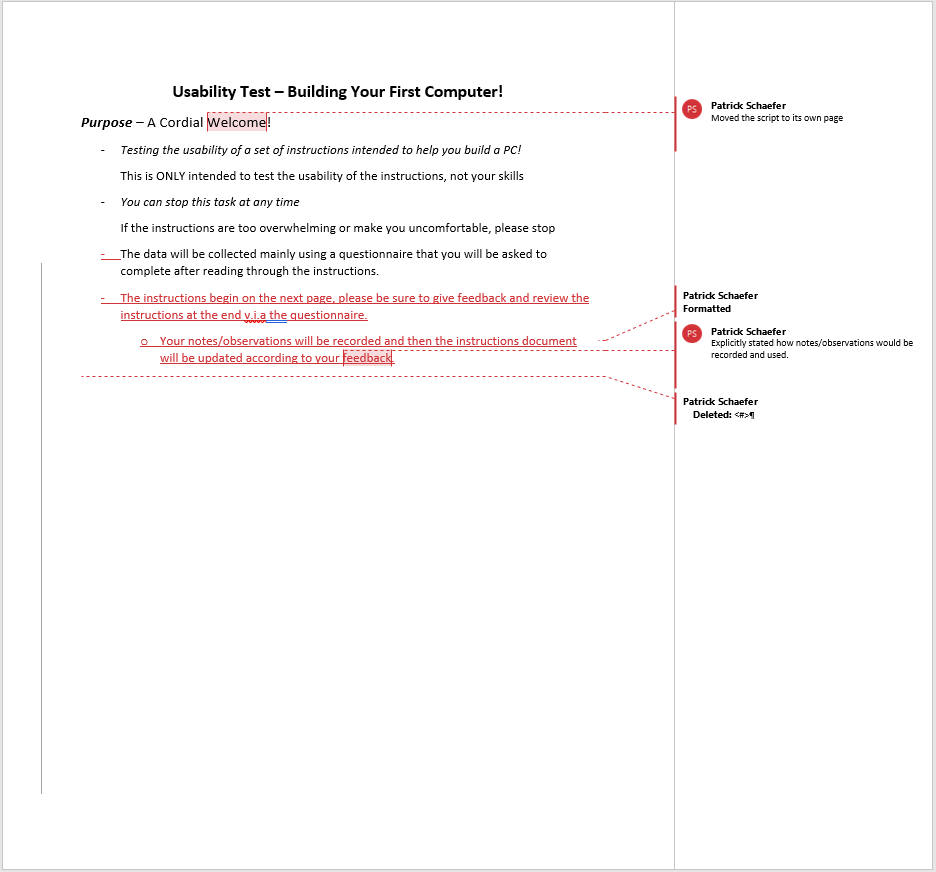 Usability Test – Building Your First Computer!
Purpose – A Cordial Welcome!
- Testing the usability of a set of instructions intended to help you build a PC!
This is ONLY intended to test the usability of the instructions, not your skills
- You can stop this task at any time
If the instructions are too overwhelming or make you uncomfortable, please stop
- The data will be collected mainly using a questionnaire that you will be asked to
complete after reading through the instructions.
- The instructions begin on the next page, please be sure to give feedback and review the
instructions at the end v.i.a the questionnaire.
o Your notes/observations will be recorded and then the instructions document
will be updated according to your feedback.
PS
Patrick Schaefer
Moved the script to its own page
Patrick Schaefer
Formatted
PS
Patrick Schaefer
Explicitly stated how notes/observations would be
recorded and used.
Patrick Schaefer
Deleted: <#>¶